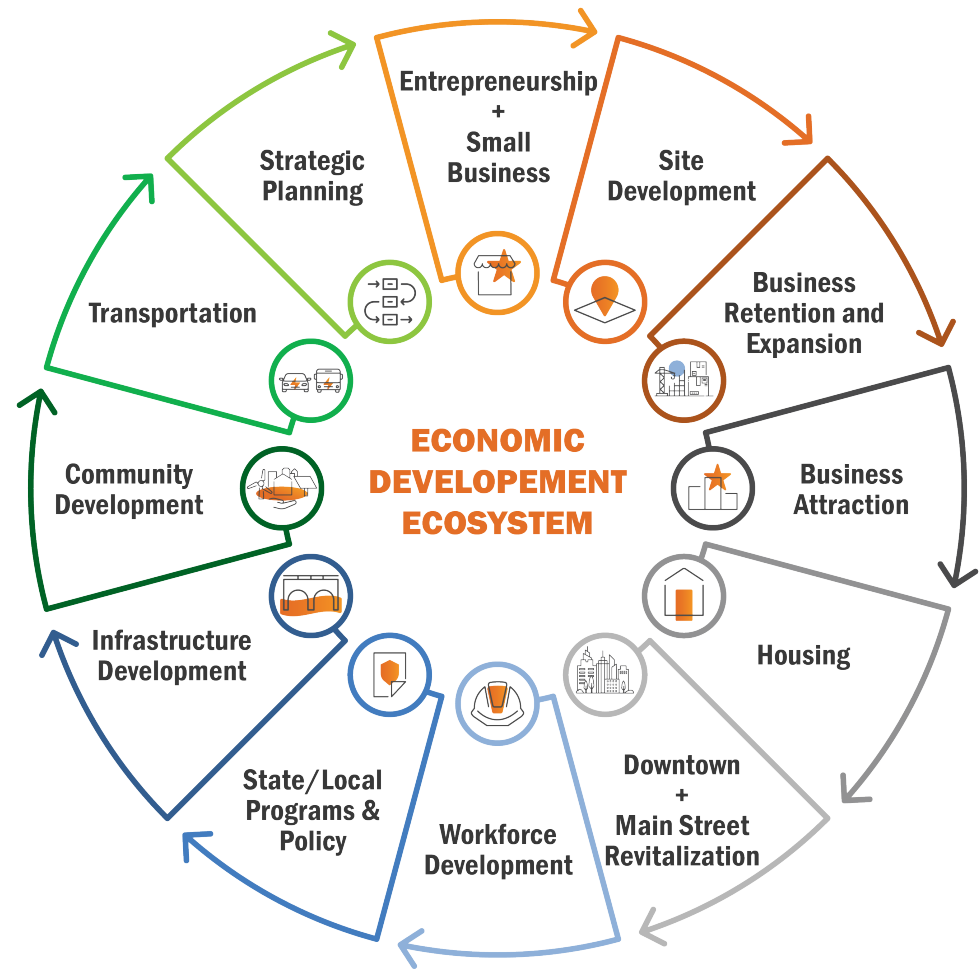 Entrepreneurship
+
Small
Business
Site
Development
Business
Retention and
Expansion
Business
Attraction
Housing
Downtown
+
Main Street
Revitalization
Workforce
Development
State/Local
Programs &
Policy
Infrastructure
Development
Community
Development
Transportation
Strategic
Planning
ECONOMIC
DEVELOPEMENT
ECOSYSTEM